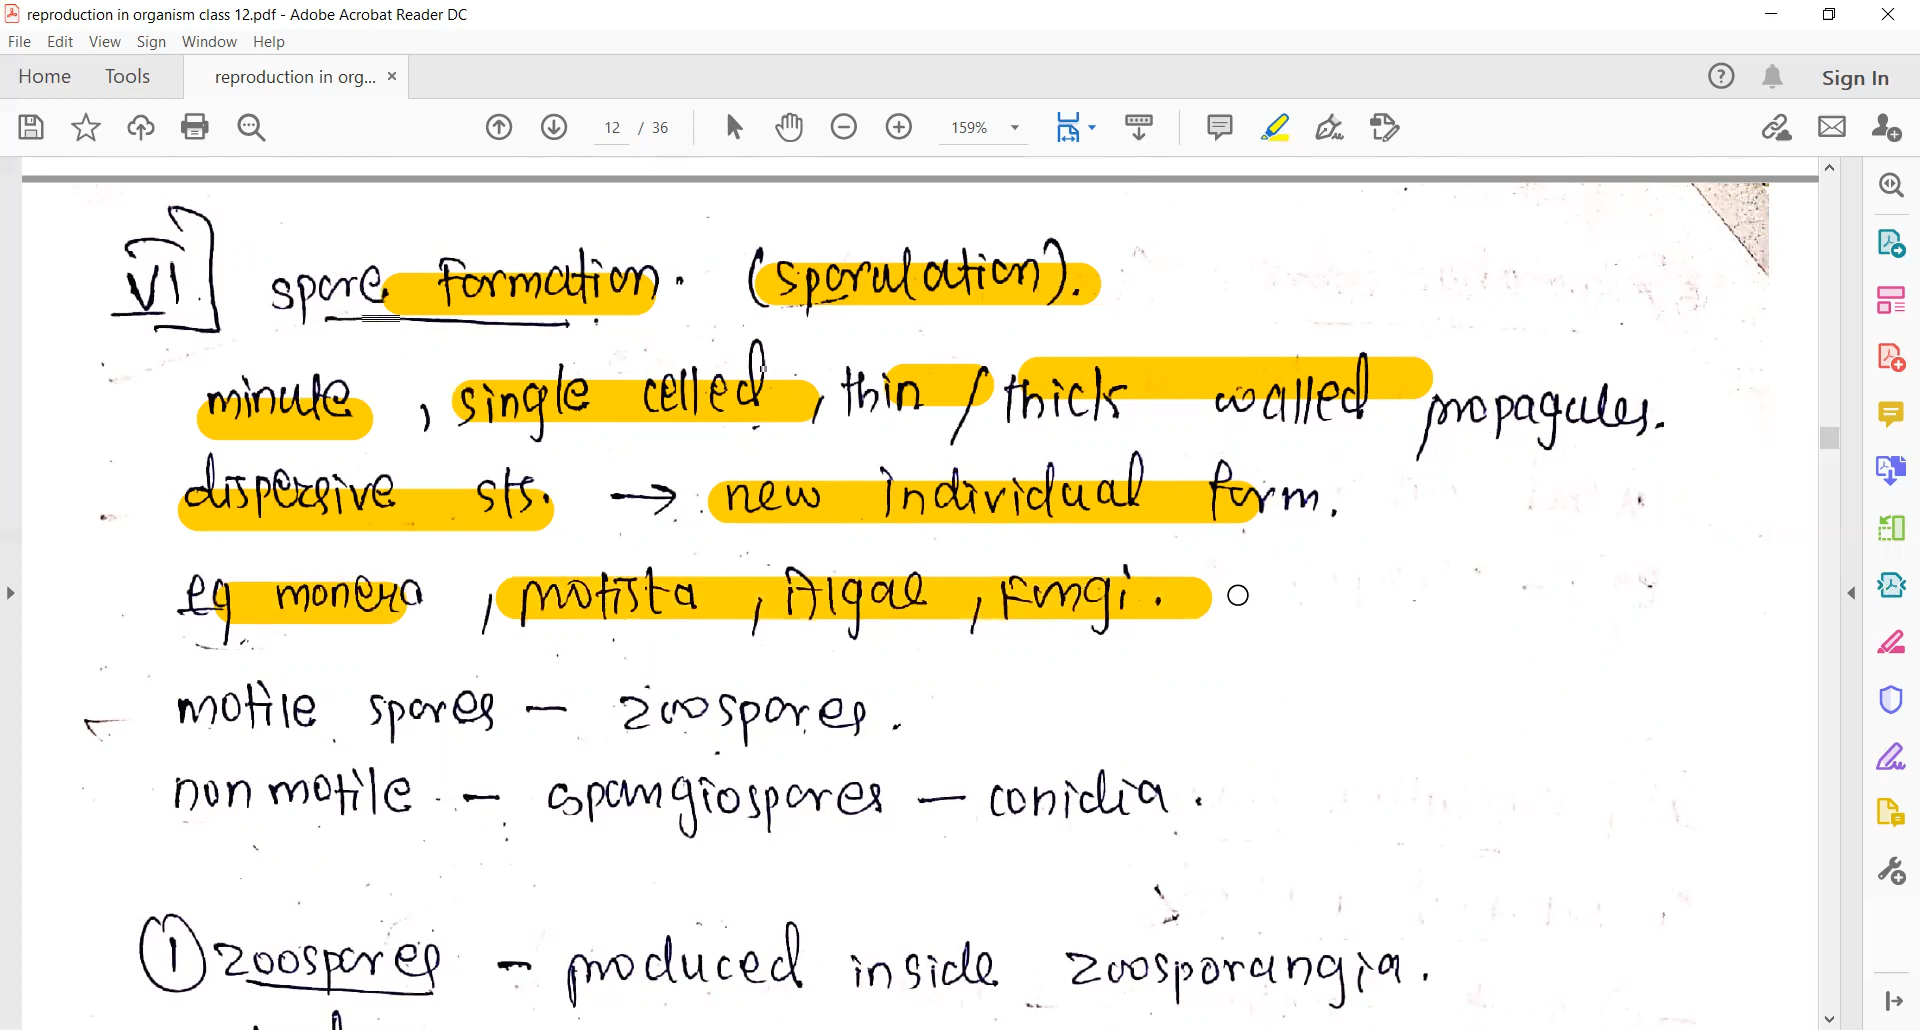 reproduction in organism class 12.pdf - Adobe Acrobat Reader DC
File Edit View Sign Window Help
Home Tools reproduction in org... × Sign In
12 / 36 159%
VI spore formation. (sporulation).
minute, single celled, thin / thick walled propagules.
dispersive sts. → new individual form.
eg monera, protista, Algae, Fungi.
motile spores - zoospores.
non motile - spangiospores - conidia.
① zoospores - produced inside zoosporangia.